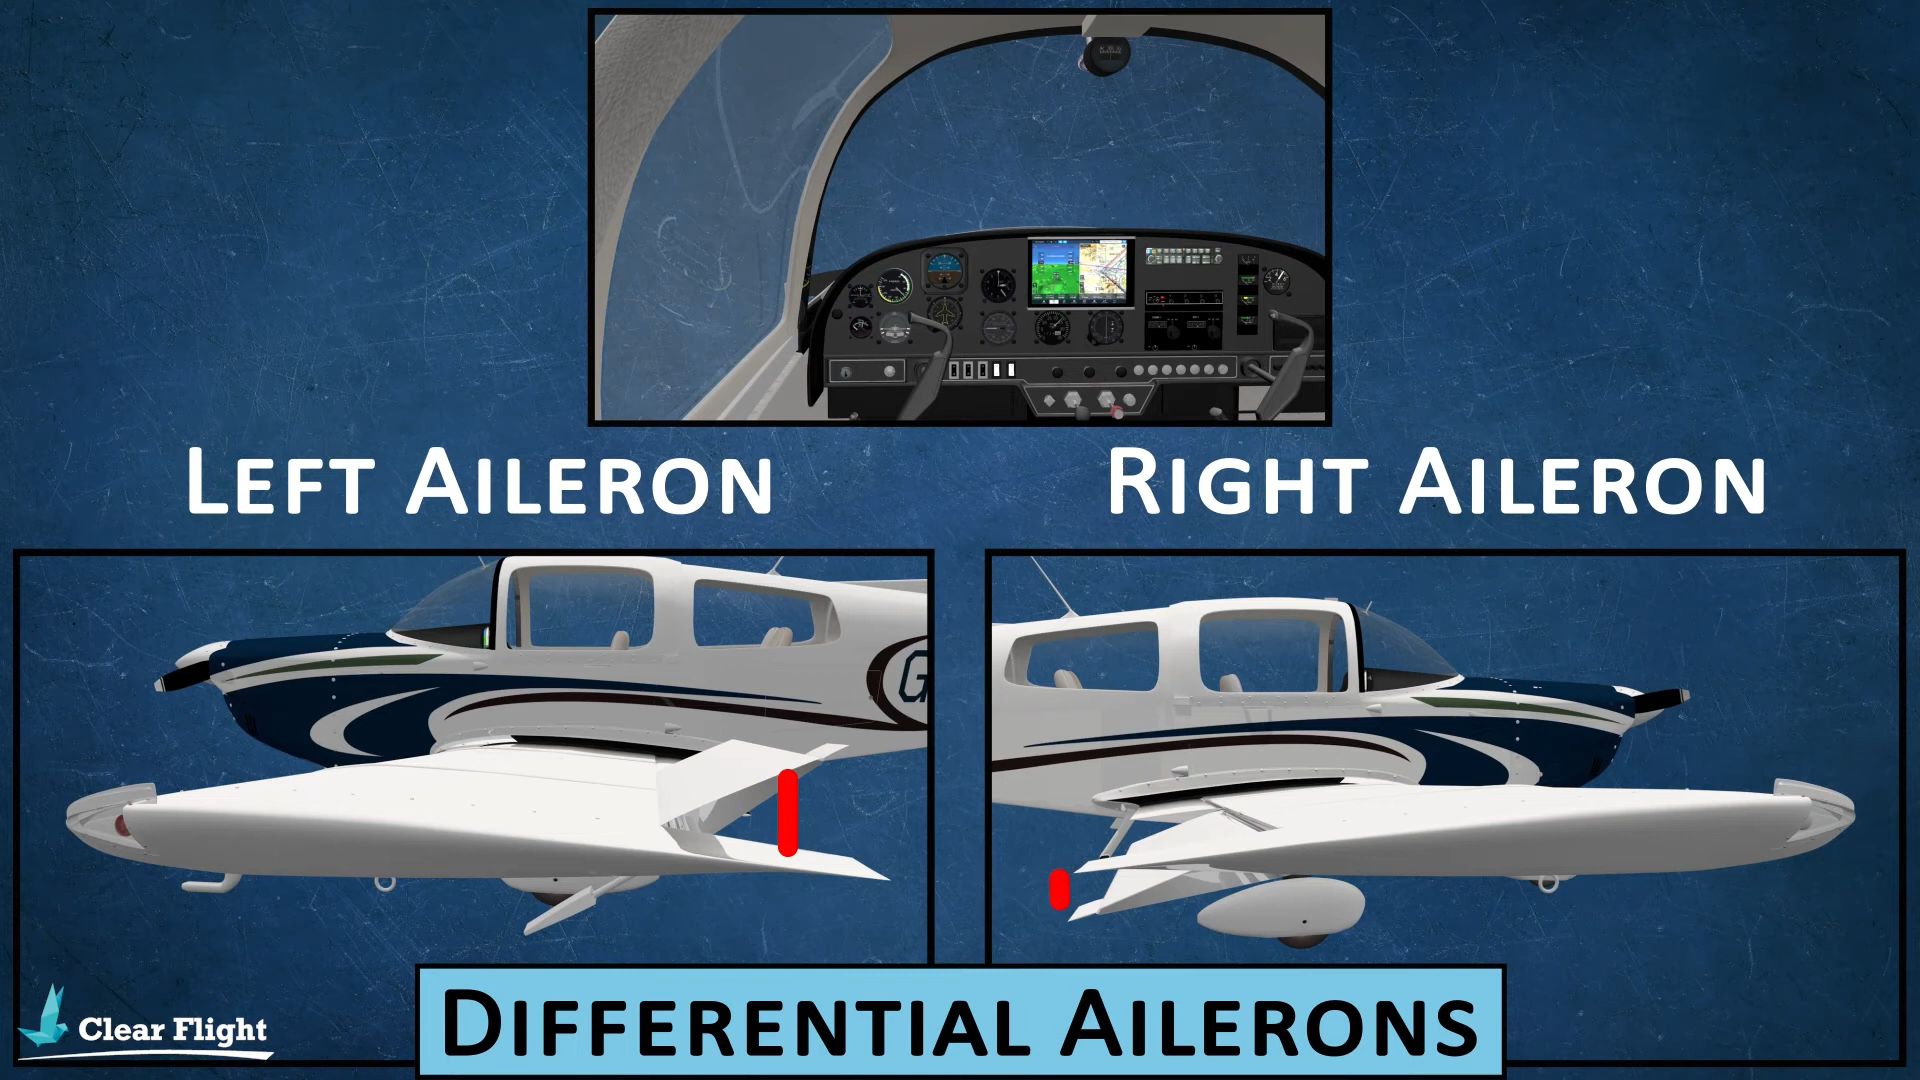 Left Aileron
Right Aileron
G
Clear Flight
Differential Ailerons